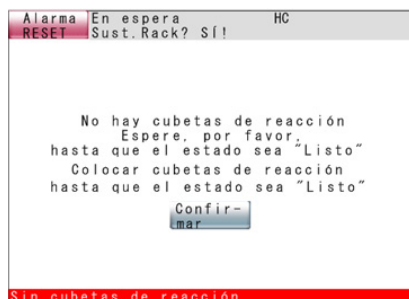 Alarma En espera HC
RESET Sust.Rack? SÍ!
No hay cubetas de reacción
Espere, por favor,
hasta que el estado sea "Listo"
Colocar cubetas de reacción
hasta que el estado sea "Listo"
Confir-
mar
Sin cubetas de reacción